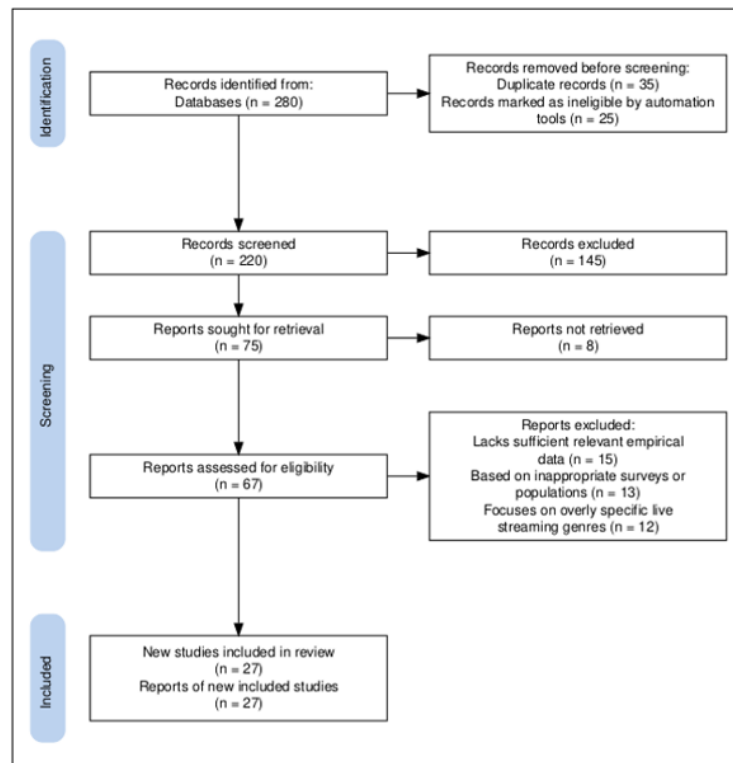 Identification
Records identified from:
Databases (n = 280)
Records removed before screening:
Duplicate records (n = 35)
Records marked as ineligible by automation
tools (n = 25)
Screening
Records screened
(n = 220)
Records excluded
(n = 145)
Reports sought for retrieval
(n = 75)
Reports not retrieved
(n = 8)
Reports assessed for eligibility
(n = 67)
Reports excluded:
Lacks sufficient relevant empirical
data (n = 15)
Based on inappropriate surveys or
populations (n = 13)
Focuses on overly specific live
streaming genres (n = 12)
Included
New studies included in review
(n = 27)
Reports of new included studies
(n = 27)